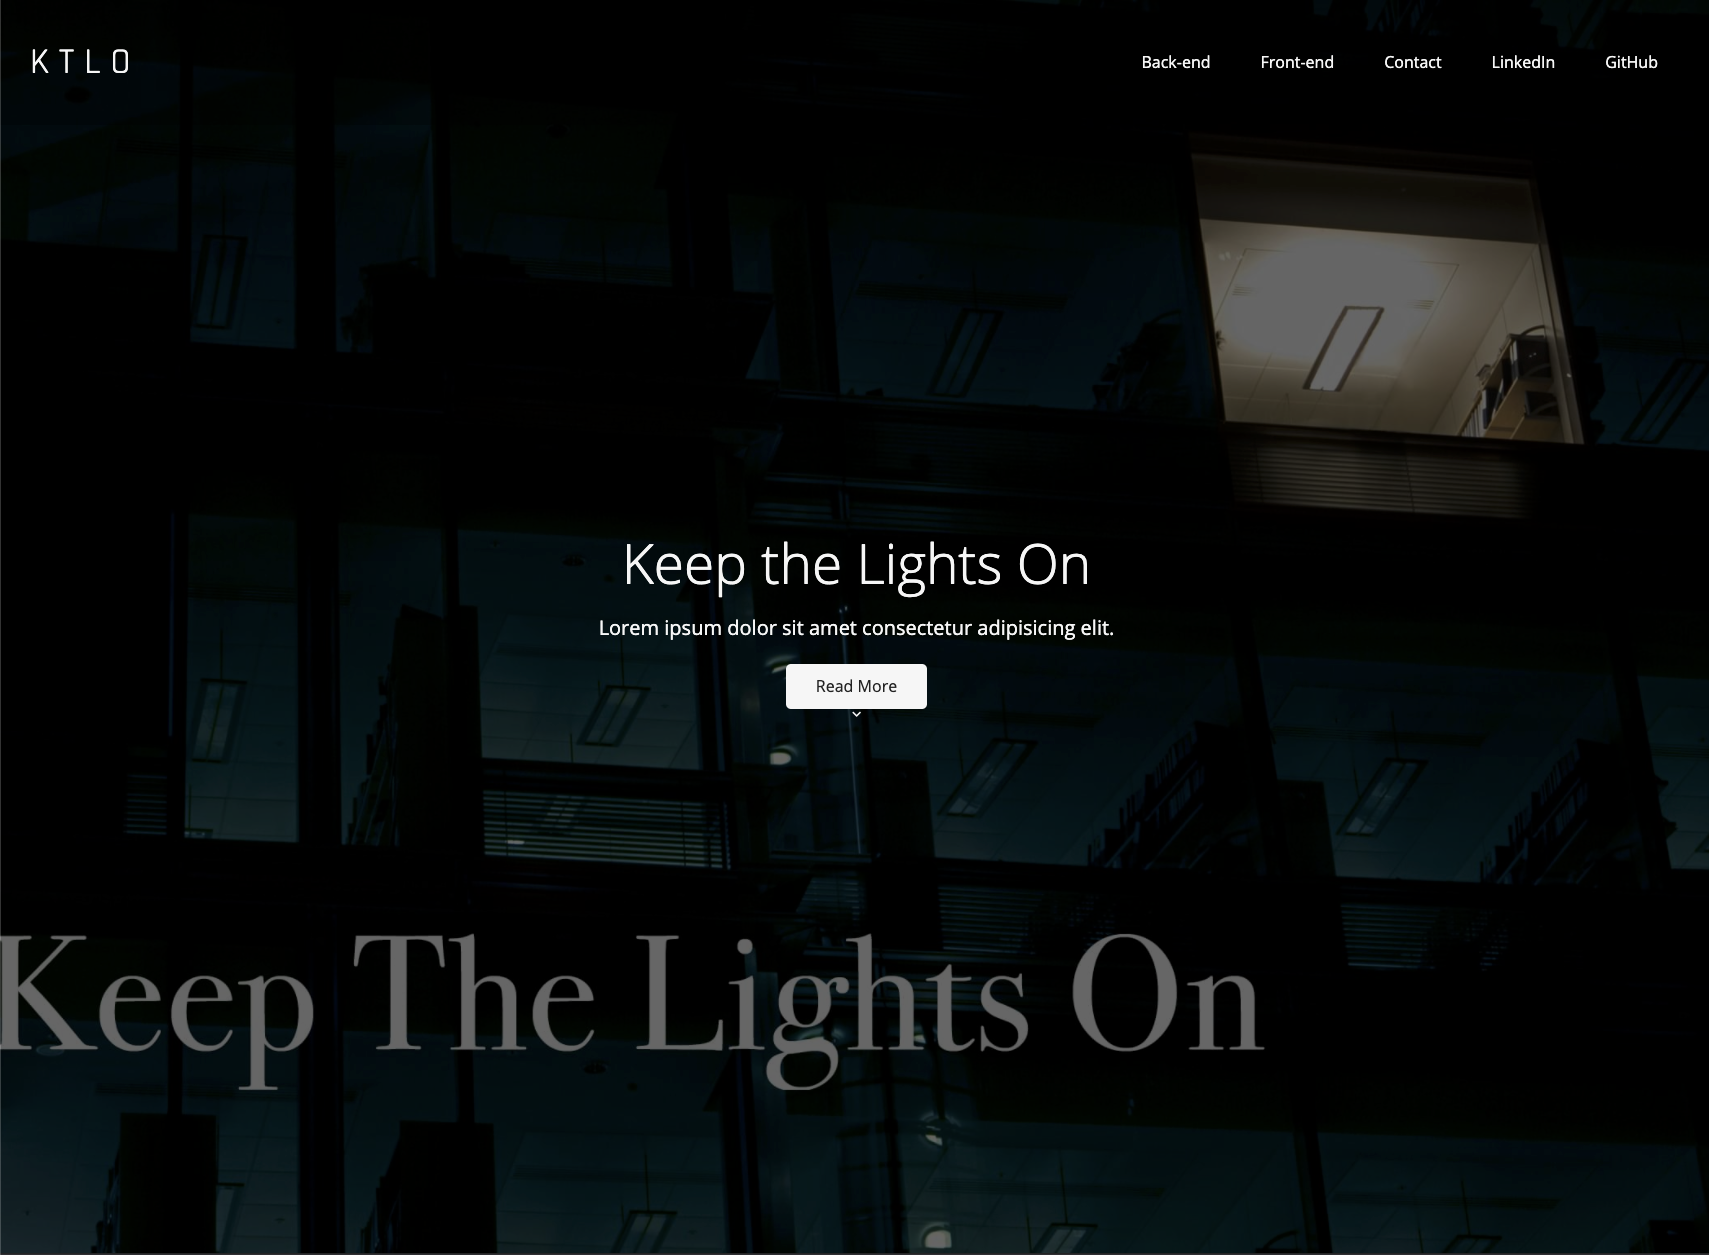 KTLO
Back-end Front-end Contact LinkedIn GitHub
Keep the Lights On
Lorem ipsum dolor sit amet consectetur adipisicing elit.
Read More
Keep The Lights On